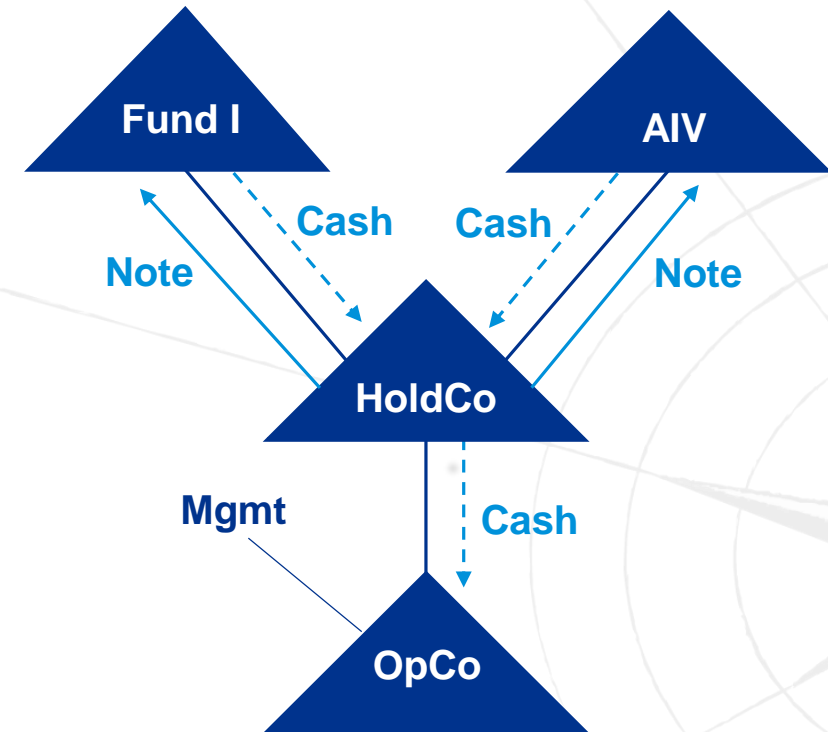 Fund I
AIV
Cash
Cash
Note
Note
HoldCo
Mgmt
Cash
OpCo